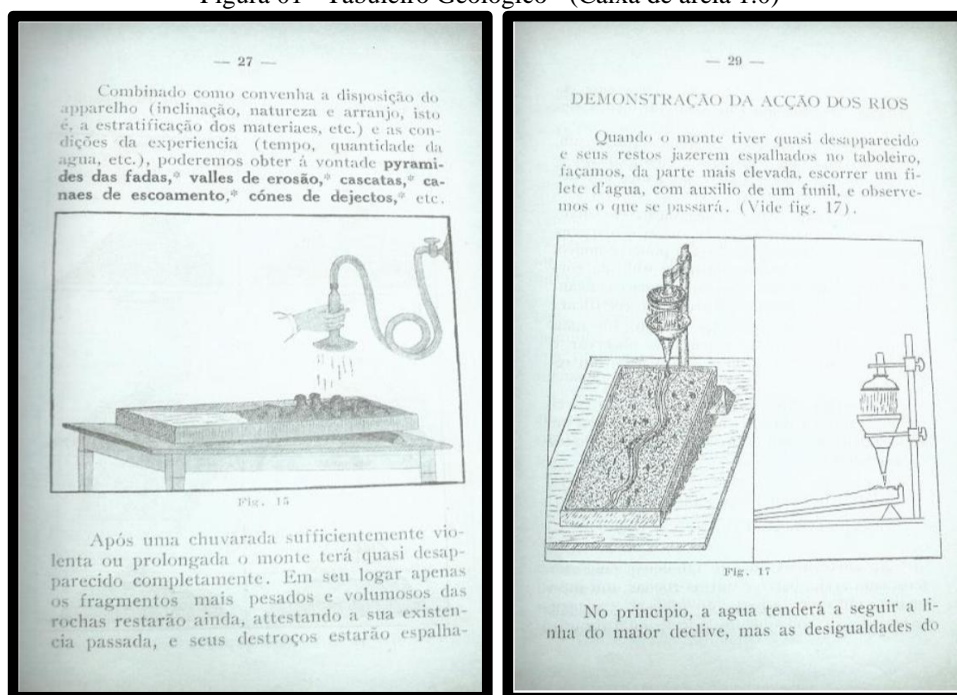 Figura 01 - Tabuleiro Geológico - (Caixa de areia 1.0)
— 27 —
Combinado como convenha a disposição do
apparelho (inclinação, natureza e arranjo, isto
é, a estratificação dos materiaes, etc.) e as con-
dições da experiencia (tempo, quantidade da
agua, etc.), poderemos obter á vontade pyrami-
des das fadas,* valles de erosão,* cascatas,* ca-
naes de escoamento,* cónes de dejectos,* etc.
Fig. 15
Após uma chuvarada sufficientemente vio-
lenta ou prolongada o monte terá quasi desap-
parecido completamente. Em seu logar apenas
os fragmentos mais pesados e volumosos das
rochas restarão ainda, attestando a sua existen-
cia passada, e seus destroços estarão espalha-
— 29 —
DEMONSTRAÇÃO DA ACÇÃO DOS RIOS
Quando o monte tiver quasi desapparecido
e seus restos jazerem espalhados no taboleiro,
façamos, da parte mais elevada, escorrer um fi-
lete d'agua, com auxilio de um funil, e observe-
mos o que se passará. (Vide fig. 17).
Fig. 17
No principio, a agua tenderá a seguir a li-
nha do maior declive, mas as desigualdades do